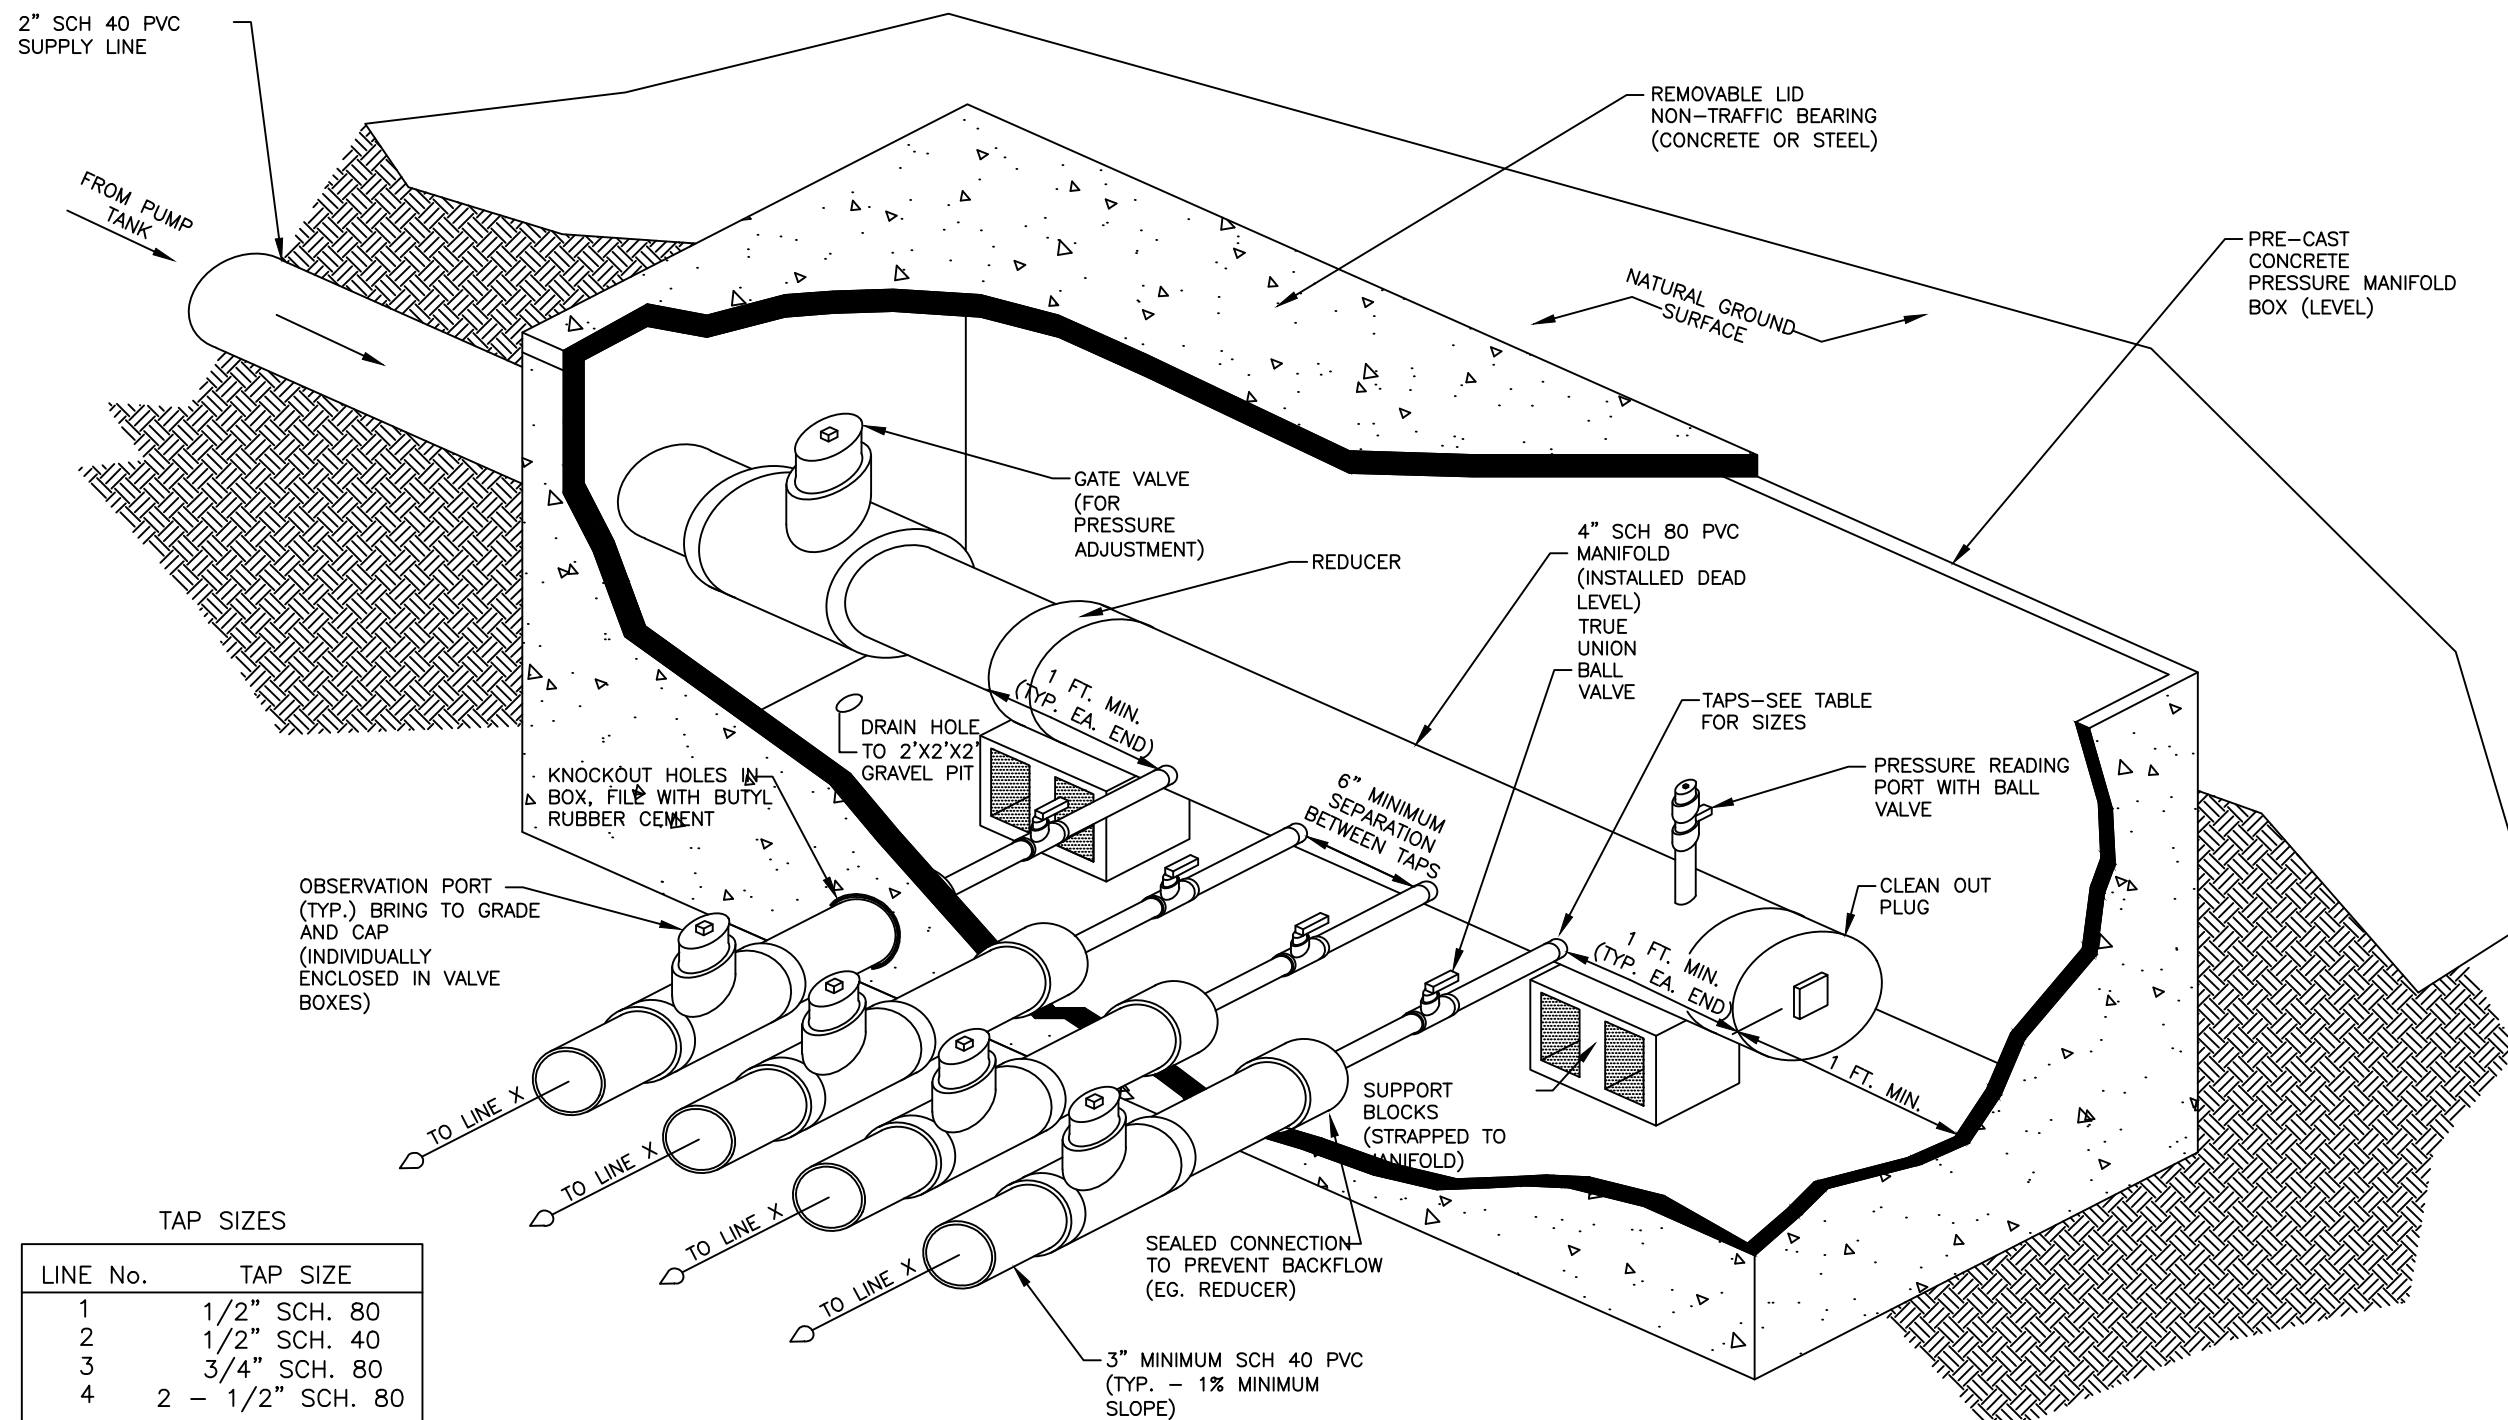 2” SCH 40 PVC
SUPPLY LINE
FROM PUMP
TANK
REMOVABLE LID
NON-TRAFFIC BEARING
(CONCRETE OR STEEL)
NATURAL GROUND
SURFACE
PRE-CAST
CONCRETE
PRESSURE MANIFOLD
BOX (LEVEL)
GATE VALVE
(FOR
PRESSURE
ADJUSTMENT)
REDUCER
4” SCH 80 PVC
MANIFOLD
(INSTALLED DEAD
LEVEL)
TRUE
UNION
BALL
VALVE
TAPS-SEE TABLE
FOR SIZES
PRESSURE READING
PORT WITH BALL
VALVE
CLEAN OUT
PLUG
1 FT. MIN.
(TYP. EA. END)
DRAIN HOLE
TO 2'X2'X2'
GRAVEL PIT
KNOCKOUT HOLES IN
BOX, FILL WITH BUTYL
RUBBER CEMENT
6” MINIMUM
SEPARATION
BETWEEN TAPS
OBSERVATION PORT
(TYP.) BRING TO GRADE
AND CAP
(INDIVIDUALLY
ENCLOSED IN VALVE
BOXES)
1 FT. MIN.
(TYP. EA. END)
1 FT. MIN.
SUPPORT
BLOCKS
(STRAPPED TO
MANIFOLD)
TO LINE X
TO LINE X
TO LINE X
TO LINE X
SEALED CONNECTION
TO PREVENT BACKFLOW
(EG. REDUCER)
3” MINIMUM SCH 40 PVC
(TYP. - 1% MINIMUM
SLOPE)
TAP SIZES
LINE No. TAP SIZE
1 1/2” SCH. 80
2 1/2” SCH. 40
3 3/4” SCH. 80
4 2 - 1/2” SCH. 80